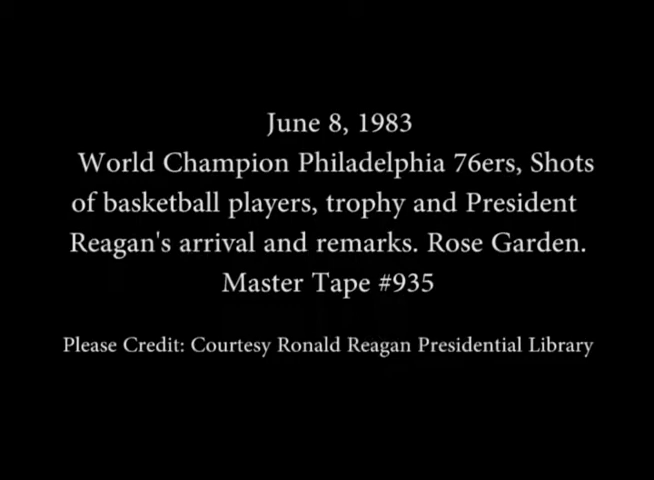 June 8, 1983
World Champion Philadelphia 76ers, Shots
of basketball players, trophy and President
Reagan's arrival and remarks. Rose Garden.
Master Tape #935
Please Credit: Courtesy Ronald Reagan Presidential Library